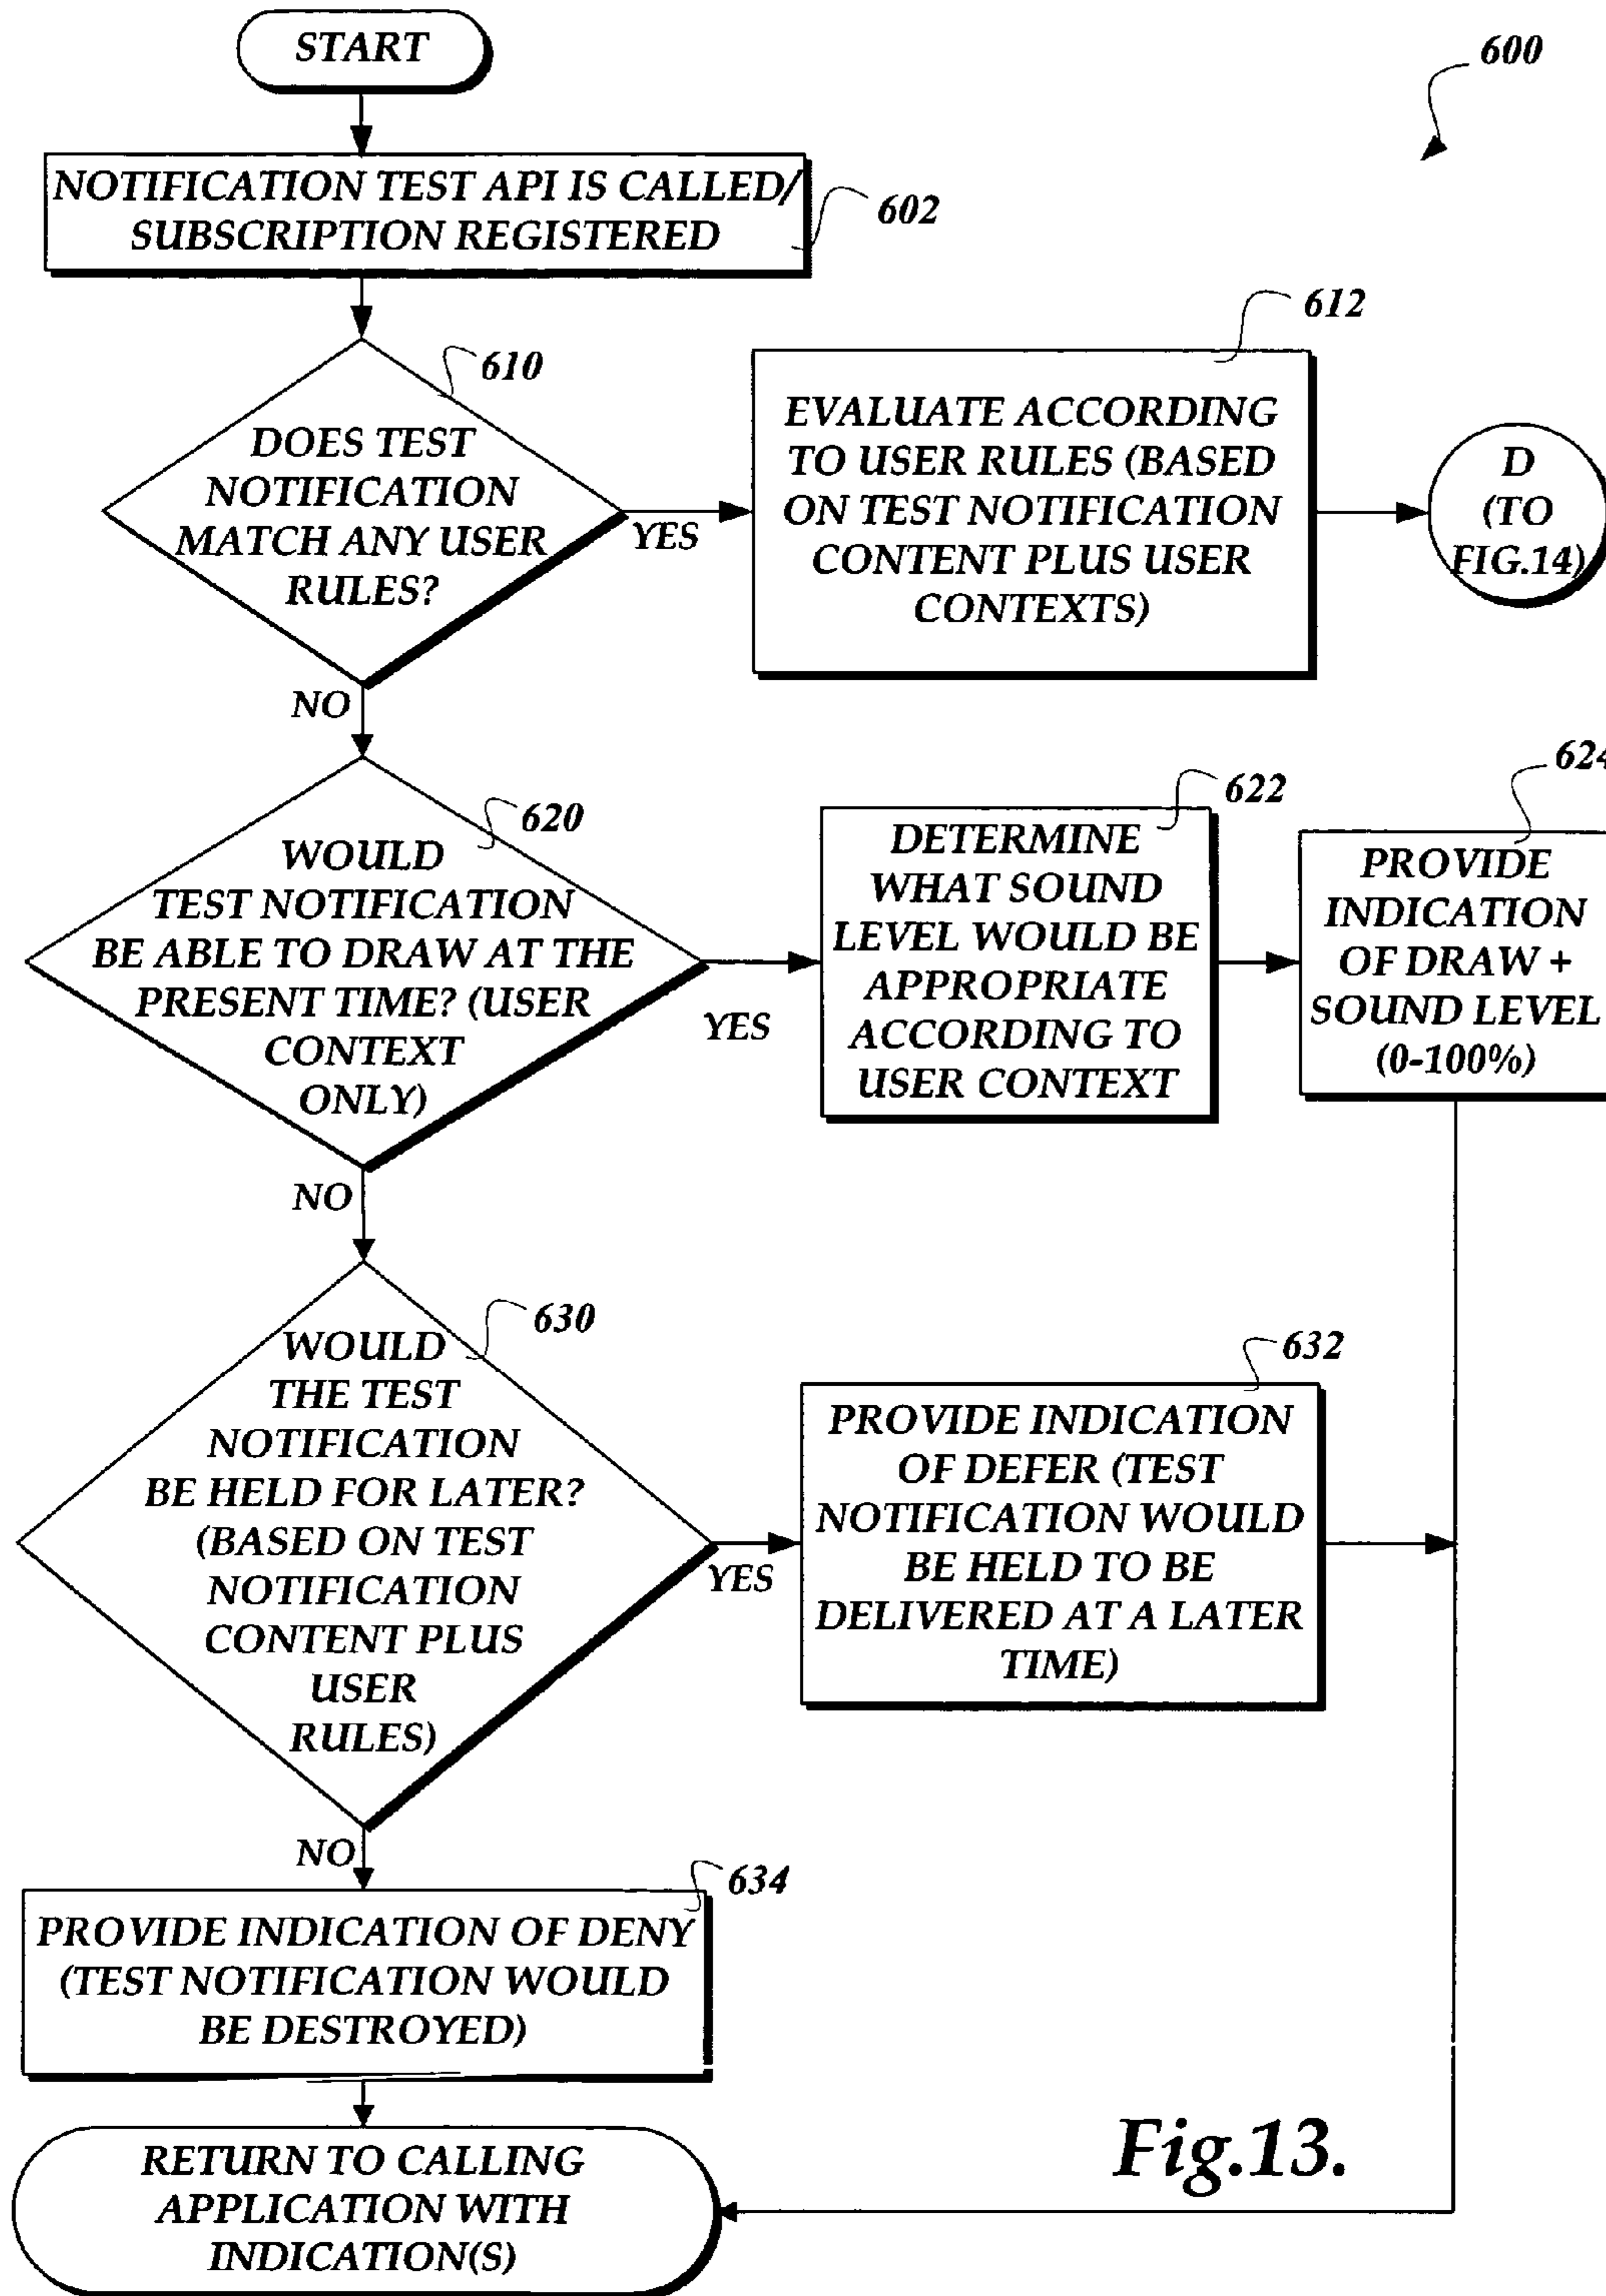 START
600
NOTIFICATION TEST API IS CALLED/
SUBSCRIPTION REGISTERED
602
610
DOES TEST
NOTIFICATION
MATCH ANY USER
RULES?
YES
NO
612
EVALUATE ACCORDING
TO USER RULES (BASED
ON TEST NOTIFICATION
CONTENT PLUS USER
CONTEXTS)
D
(TO
FIG.14)
620
WOULD
TEST NOTIFICATION
BE ABLE TO DRAW AT THE
PRESENT TIME? (USER
CONTEXT
ONLY)
YES
NO
622
DETERMINE
WHAT SOUND
LEVEL WOULD BE
APPROPRIATE
ACCORDING TO
USER CONTEXT
624
PROVIDE
INDICATION
OF DRAW +
SOUND LEVEL
(0-100%)
630
WOULD
THE TEST
NOTIFICATION
BE HELD FOR LATER?
(BASED ON TEST
NOTIFICATION
CONTENT PLUS
USER
RULES)
YES
NO
632
PROVIDE INDICATION
OF DEFER (TEST
NOTIFICATION WOULD
BE HELD TO BE
DELIVERED AT A LATER
TIME)
634
PROVIDE INDICATION OF DENY
(TEST NOTIFICATION WOULD
BE DESTROYED)
RETURN TO CALLING
APPLICATION WITH
INDICATION(S)
Fig.13.